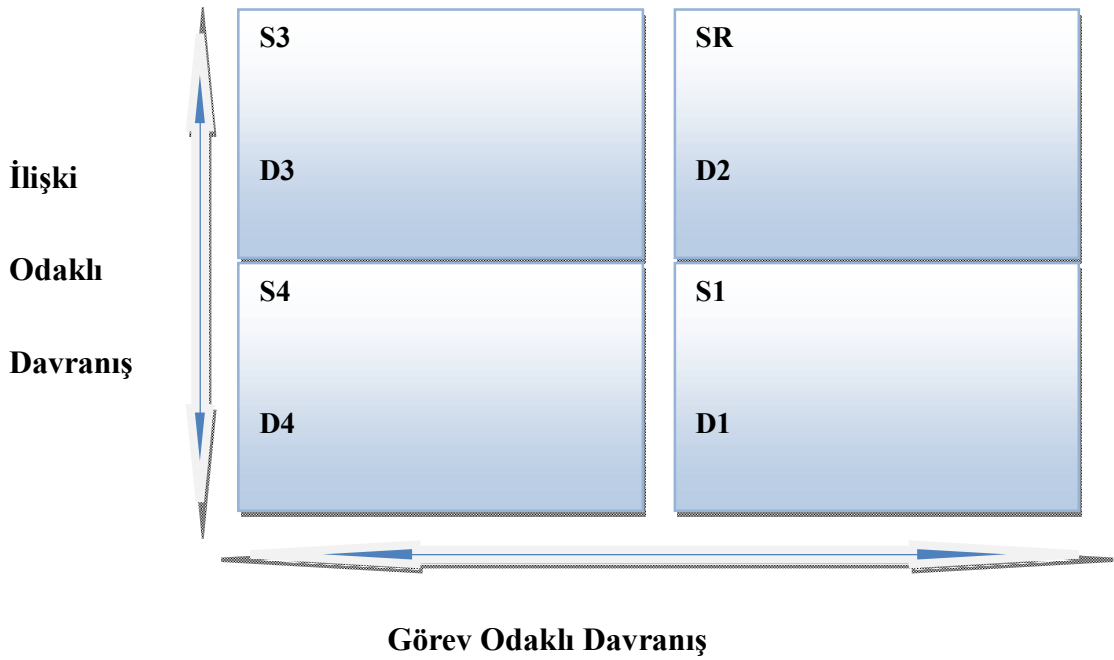 S3
SR
D3
D2
İlişki
Odaklı
Davranış
S4
S1
D4
D1
Görev Odaklı Davranış